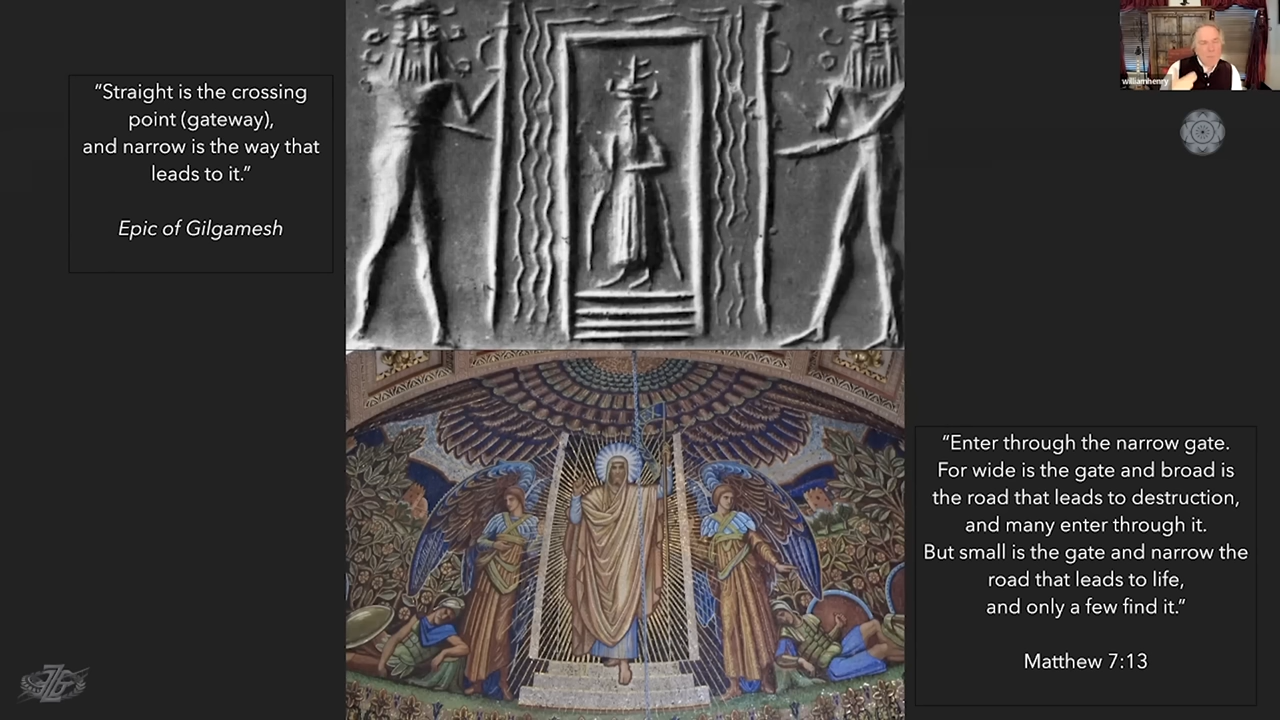 williamhenry
“Straight is the crossing
point (gateway),
and narrow is the way that
leads to it.”
Epic of Gilgamesh
“Enter through the narrow gate.
For wide is the gate and broad is
the road that leads to destruction,
and many enter through it.
But small is the gate and narrow the
road that leads to life,
and only a few find it.”
Matthew 7:13